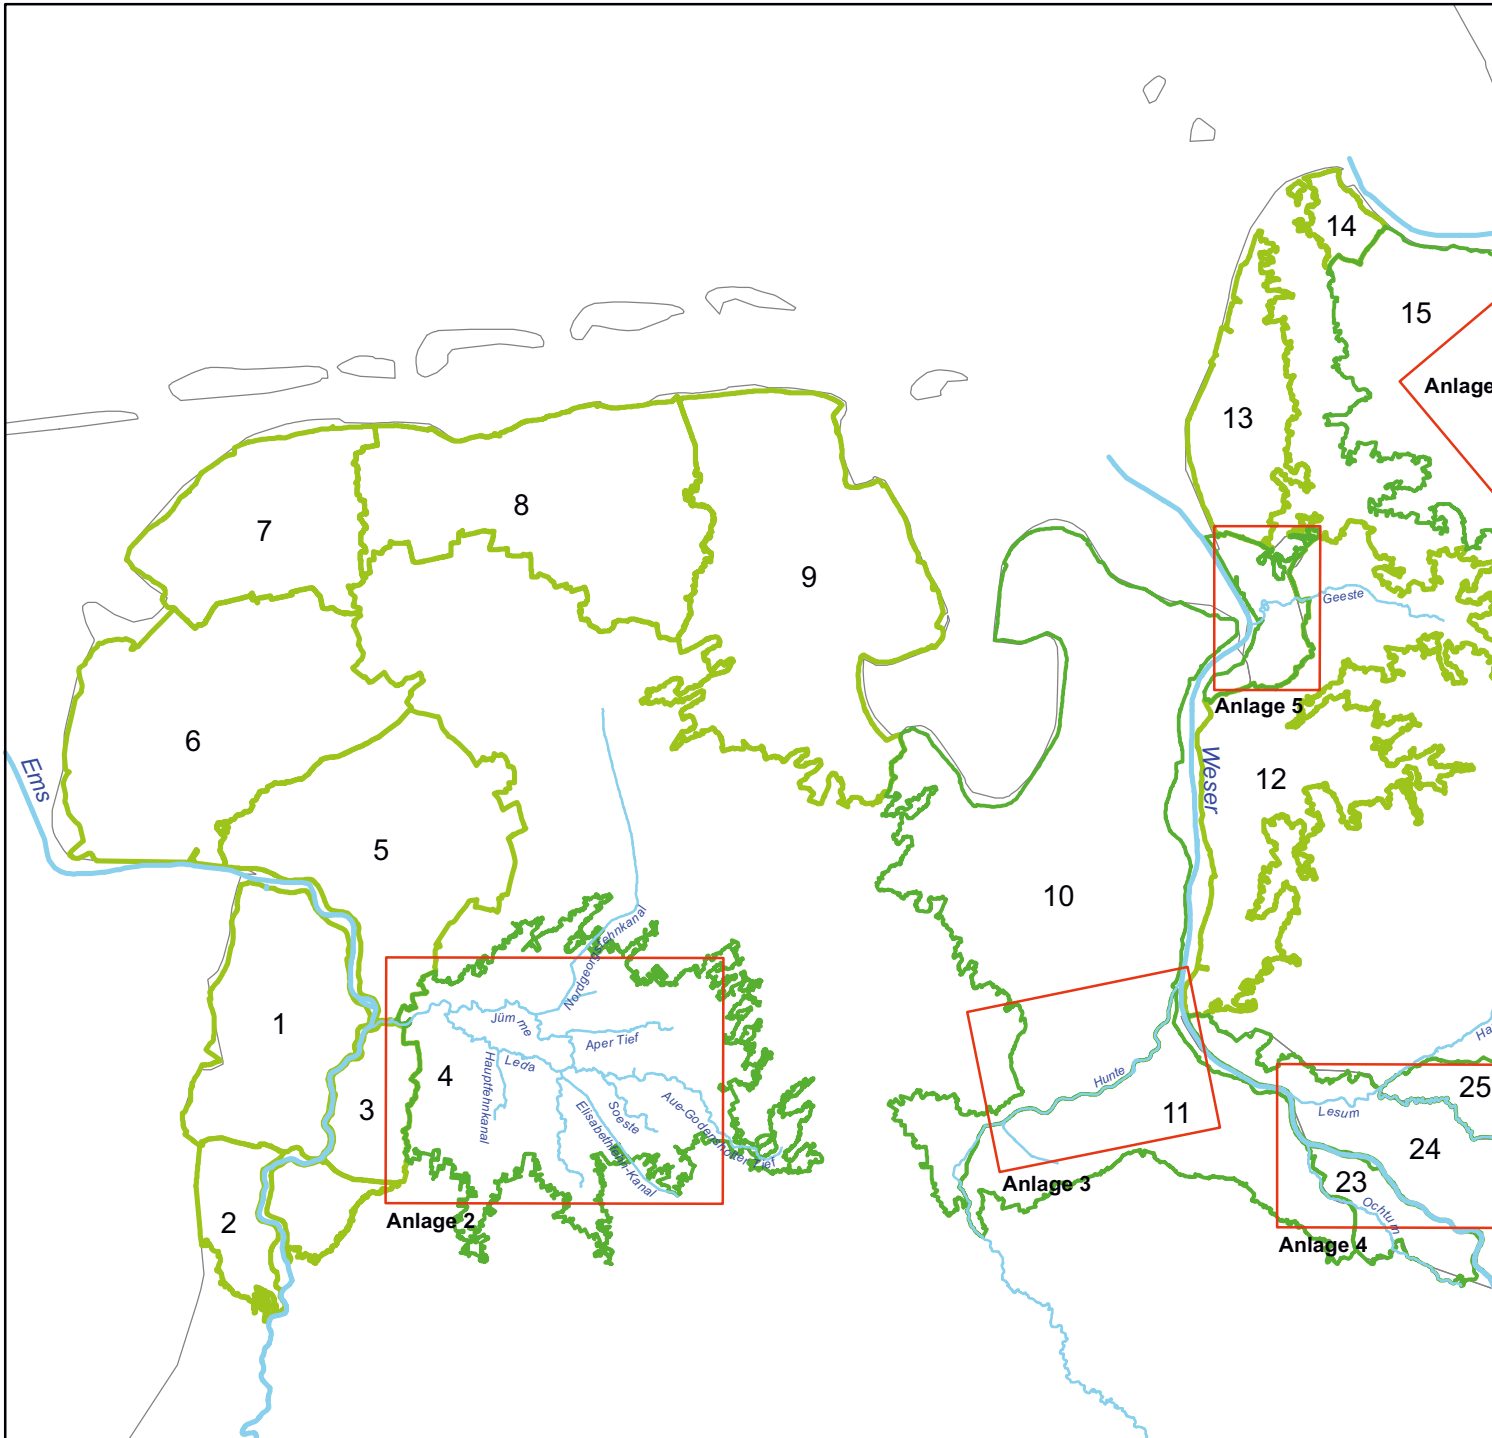 14
15
Anlage
13
8
7
9
Geeste
Anlage 5
6
Weser
Ems
12
5
10
Nordgeorgsfehnkanal
Jümme
1
Aper Tief
Leda
Hauptfehnkanal
4
Hunte
3
Soeste
Elisabethfehn-Kanal
Aue-Godensholter Tief
11
Ha
25
Lesum
24
23
Anlage 3
Ochtum
2
Anlage 2
Anlage 4